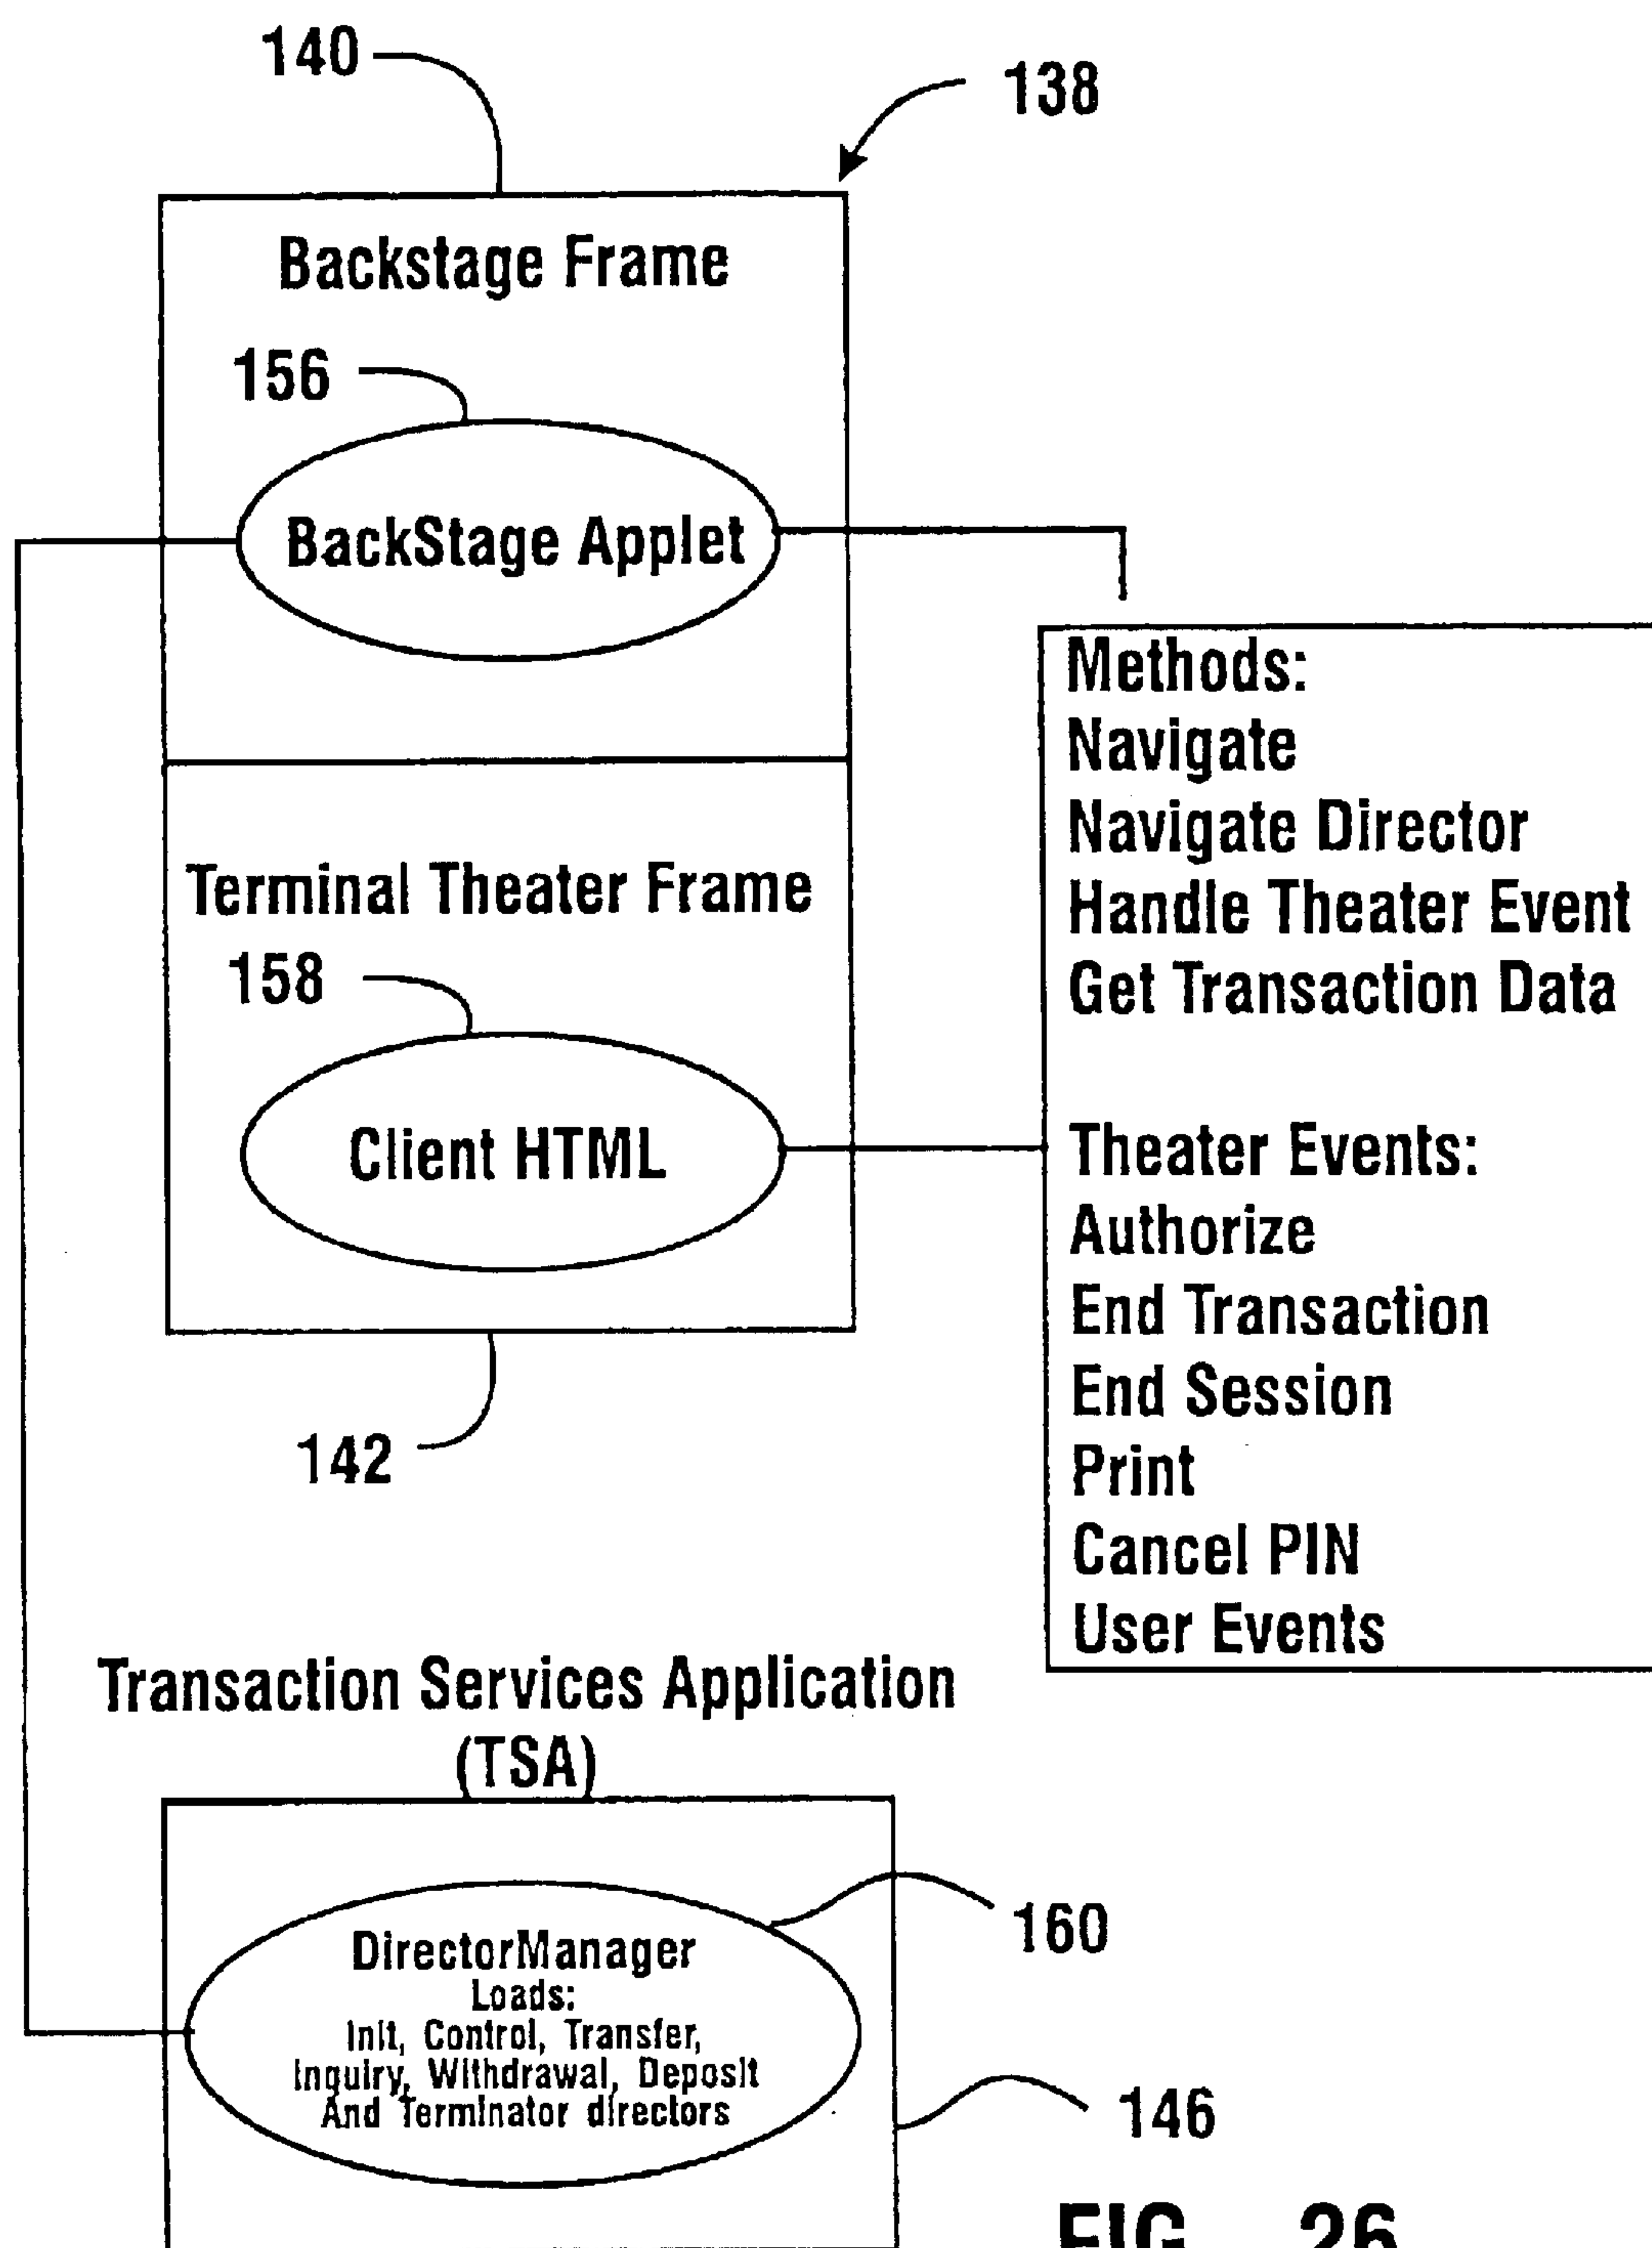 140
138
Backstage Frame
156
BackStage Applet
Methods:
Navigate
Navigate Director
Handle Theater Event
Get Transaction Data
Theater Events:
Authorize
End Transaction
End Session
Print
Cancel PIN
User Events
Terminal Theater Frame
158
Client HTML
142
Transaction Services Application
(TSA)
160
DirectorManager
Loads:
Init, Control, Transfer,
Inquiry, Withdrawal, Deposit
And Terminator directors
146
FIG. 26